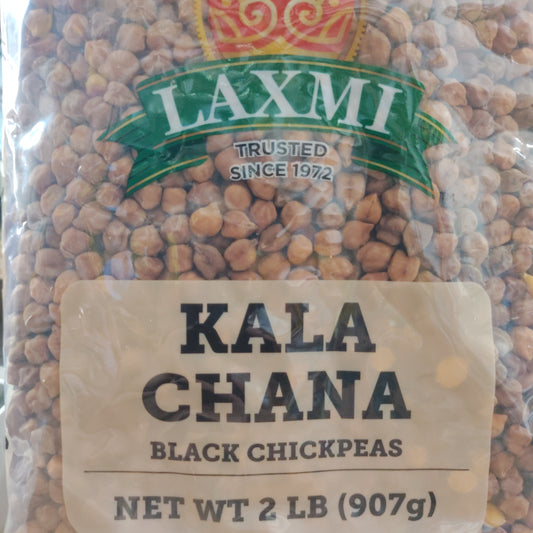 LAXMI
TRUSTED
SINCE 1972
KALA
CHANA
BLACK CHICKPEAS
NET WT 2 LB (907g)